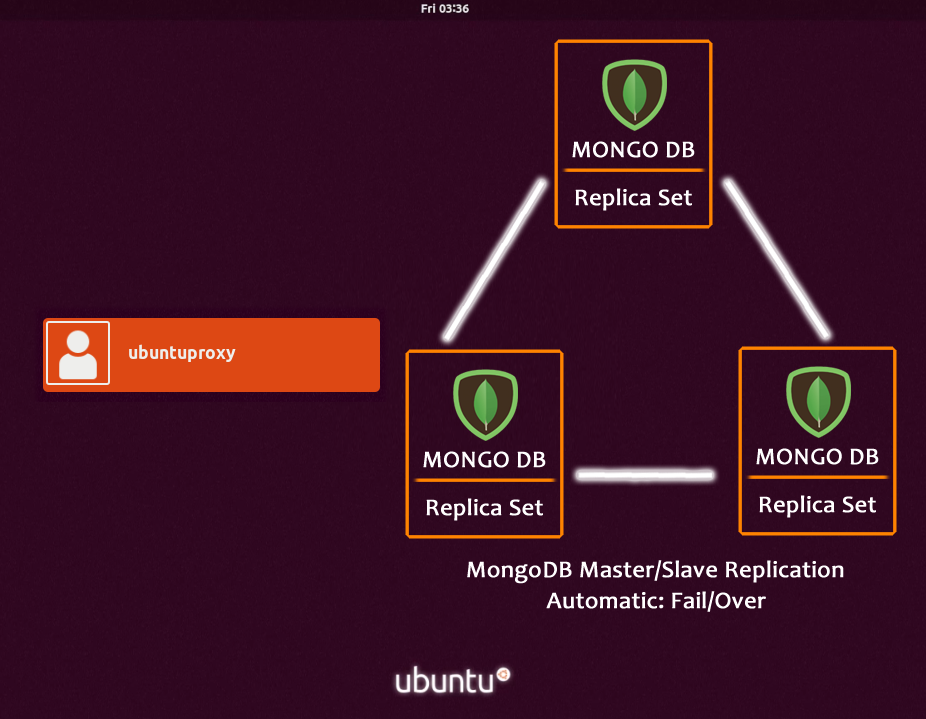 Fri 03:36
MONGO DB
Replica Set
ubuntuproxy
MONGO DB
Replica Set
MONGO DB
Replica Set
MongoDB Master/Slave Replication
Automatic: Fail/Over
ubuntu